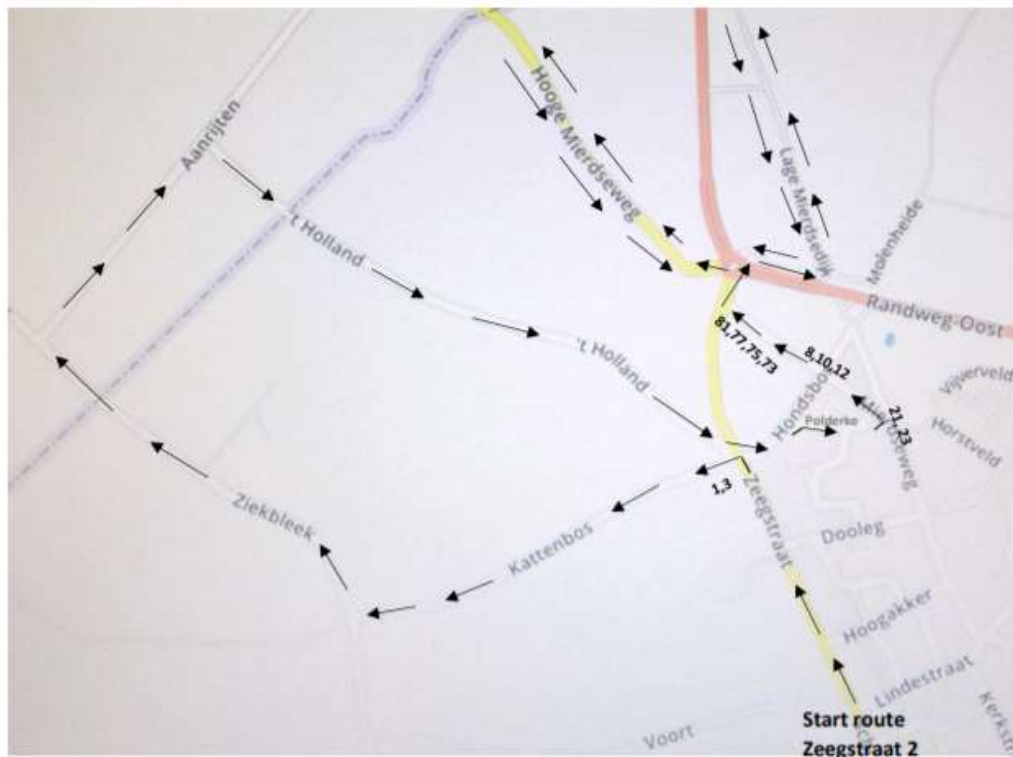 Aanrijten
't Holland
Hooge Mierdseweg
Lage Mierdsedijk
Molenheide
Randweg-Oost
't Holland
81,77,75,73
8,10,12
Hondsbos
Polderke
Mierdseweg
21,23
Vijverveld
Horstveld
1,3
Zeegstraat
Dooleg
Ziekbleek
Kattenbos
Hoogakker
Lindestraat
Voort
Start route
Zeegstraat 2